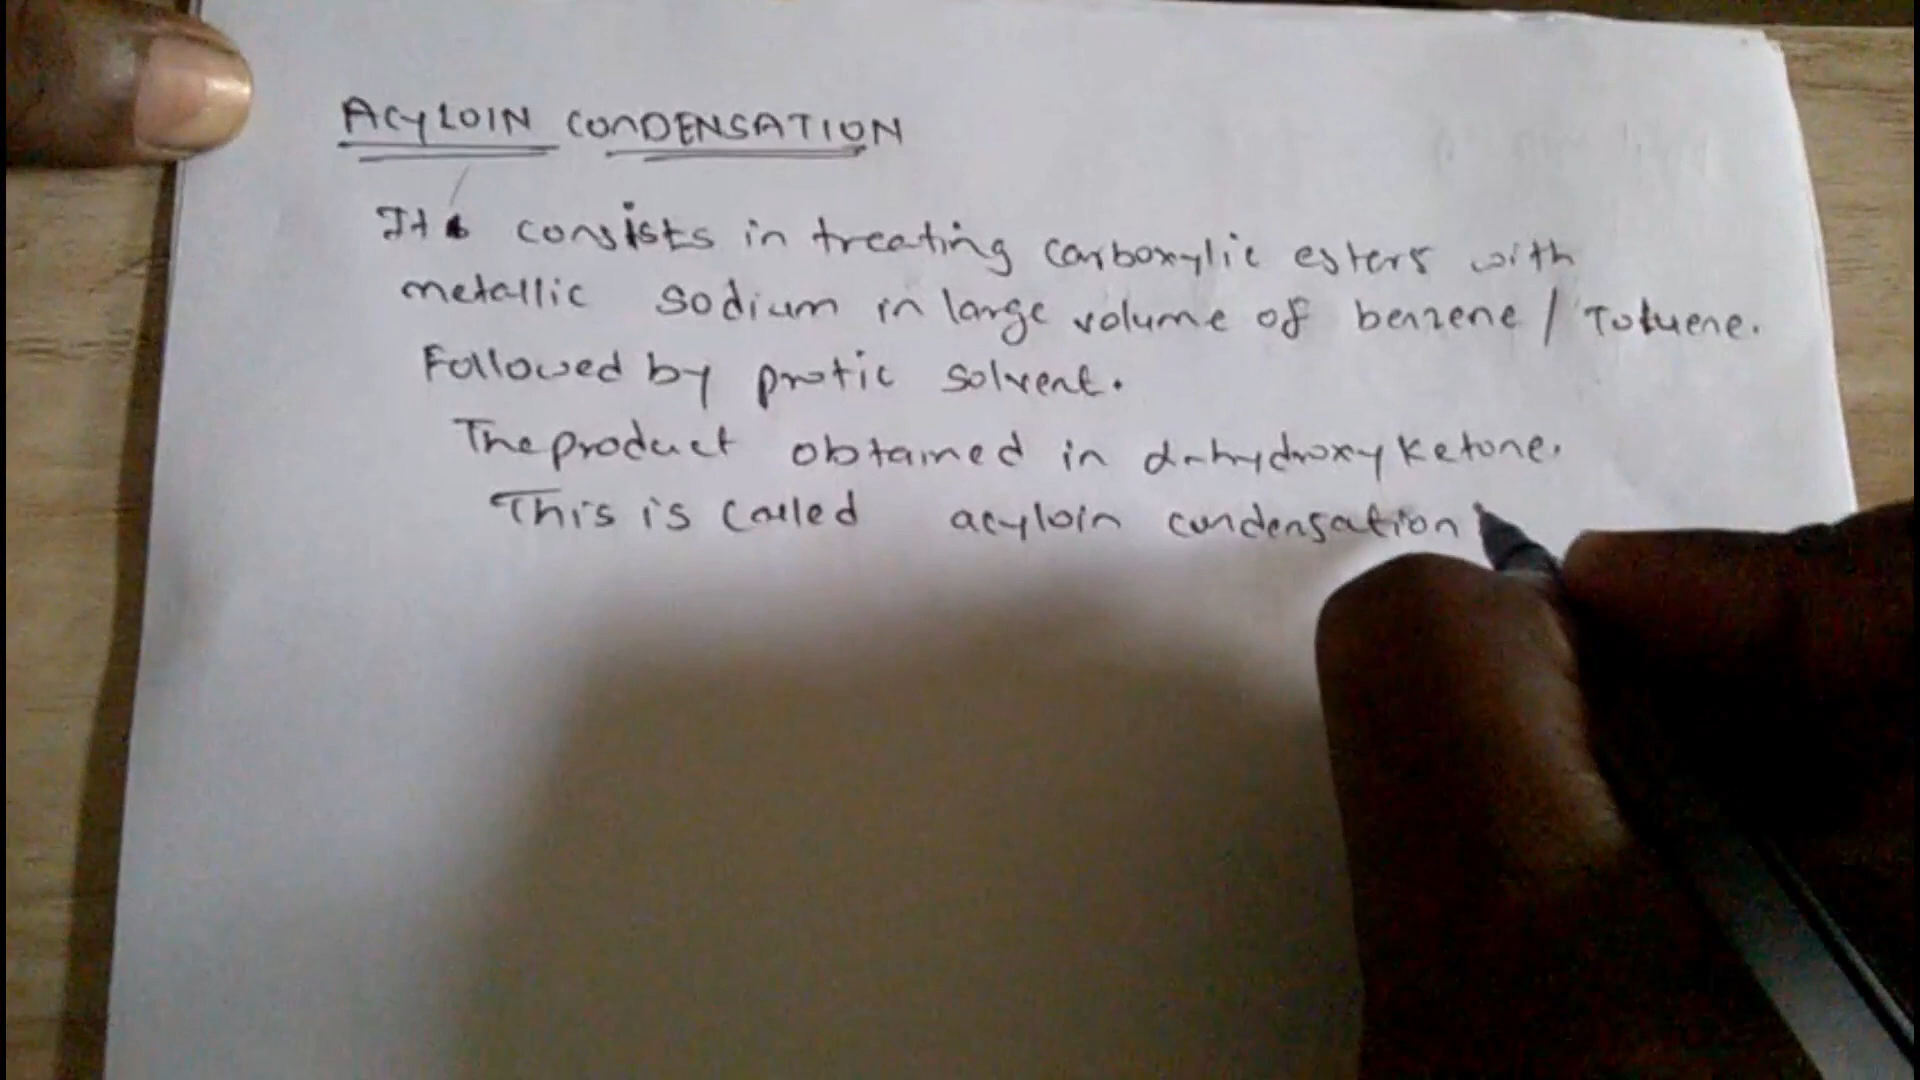 ACYLOIN CONDENSATION
It consists in treating carboxylic esters with
metallic sodium in large volume of benzene / Toluene.
Followed by protic solvent.
The product obtained in α-hydroxy ketone.
This is called acyloin condensation